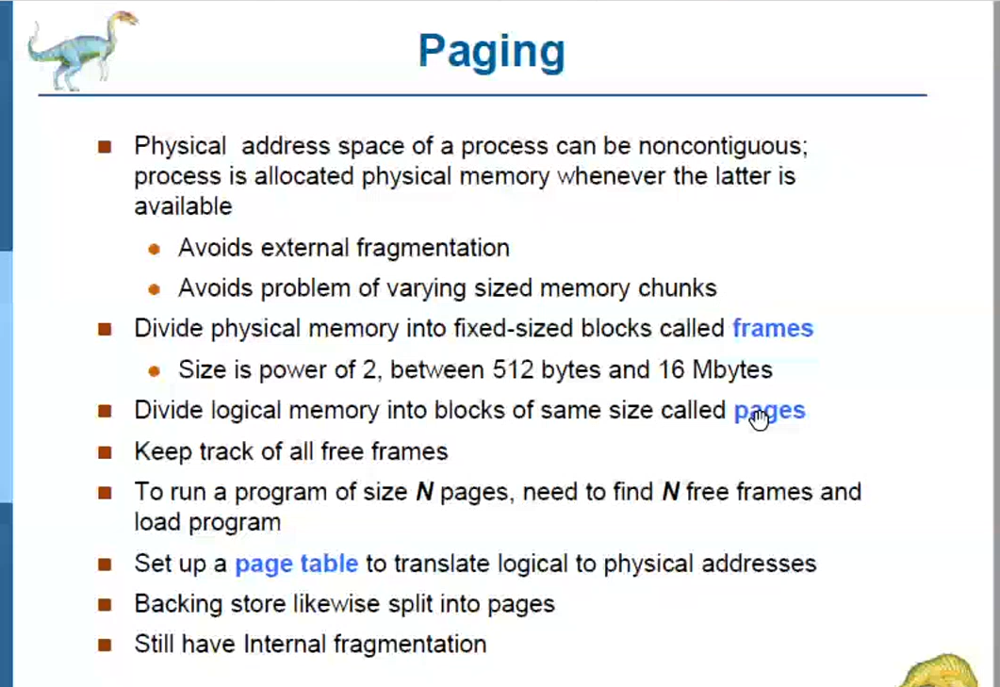 Paging
Physical address space of a process can be noncontiguous;
process is allocated physical memory whenever the latter is
available
Avoids external fragmentation
Avoids problem of varying sized memory chunks
Divide physical memory into fixed-sized blocks called frames
Size is power of 2, between 512 bytes and 16 Mbytes
Divide logical memory into blocks of same size called pages
Keep track of all free frames
To run a program of size N pages, need to find N free frames and
load program
Set up a page table to translate logical to physical addresses
Backing store likewise split into pages
Still have Internal fragmentation